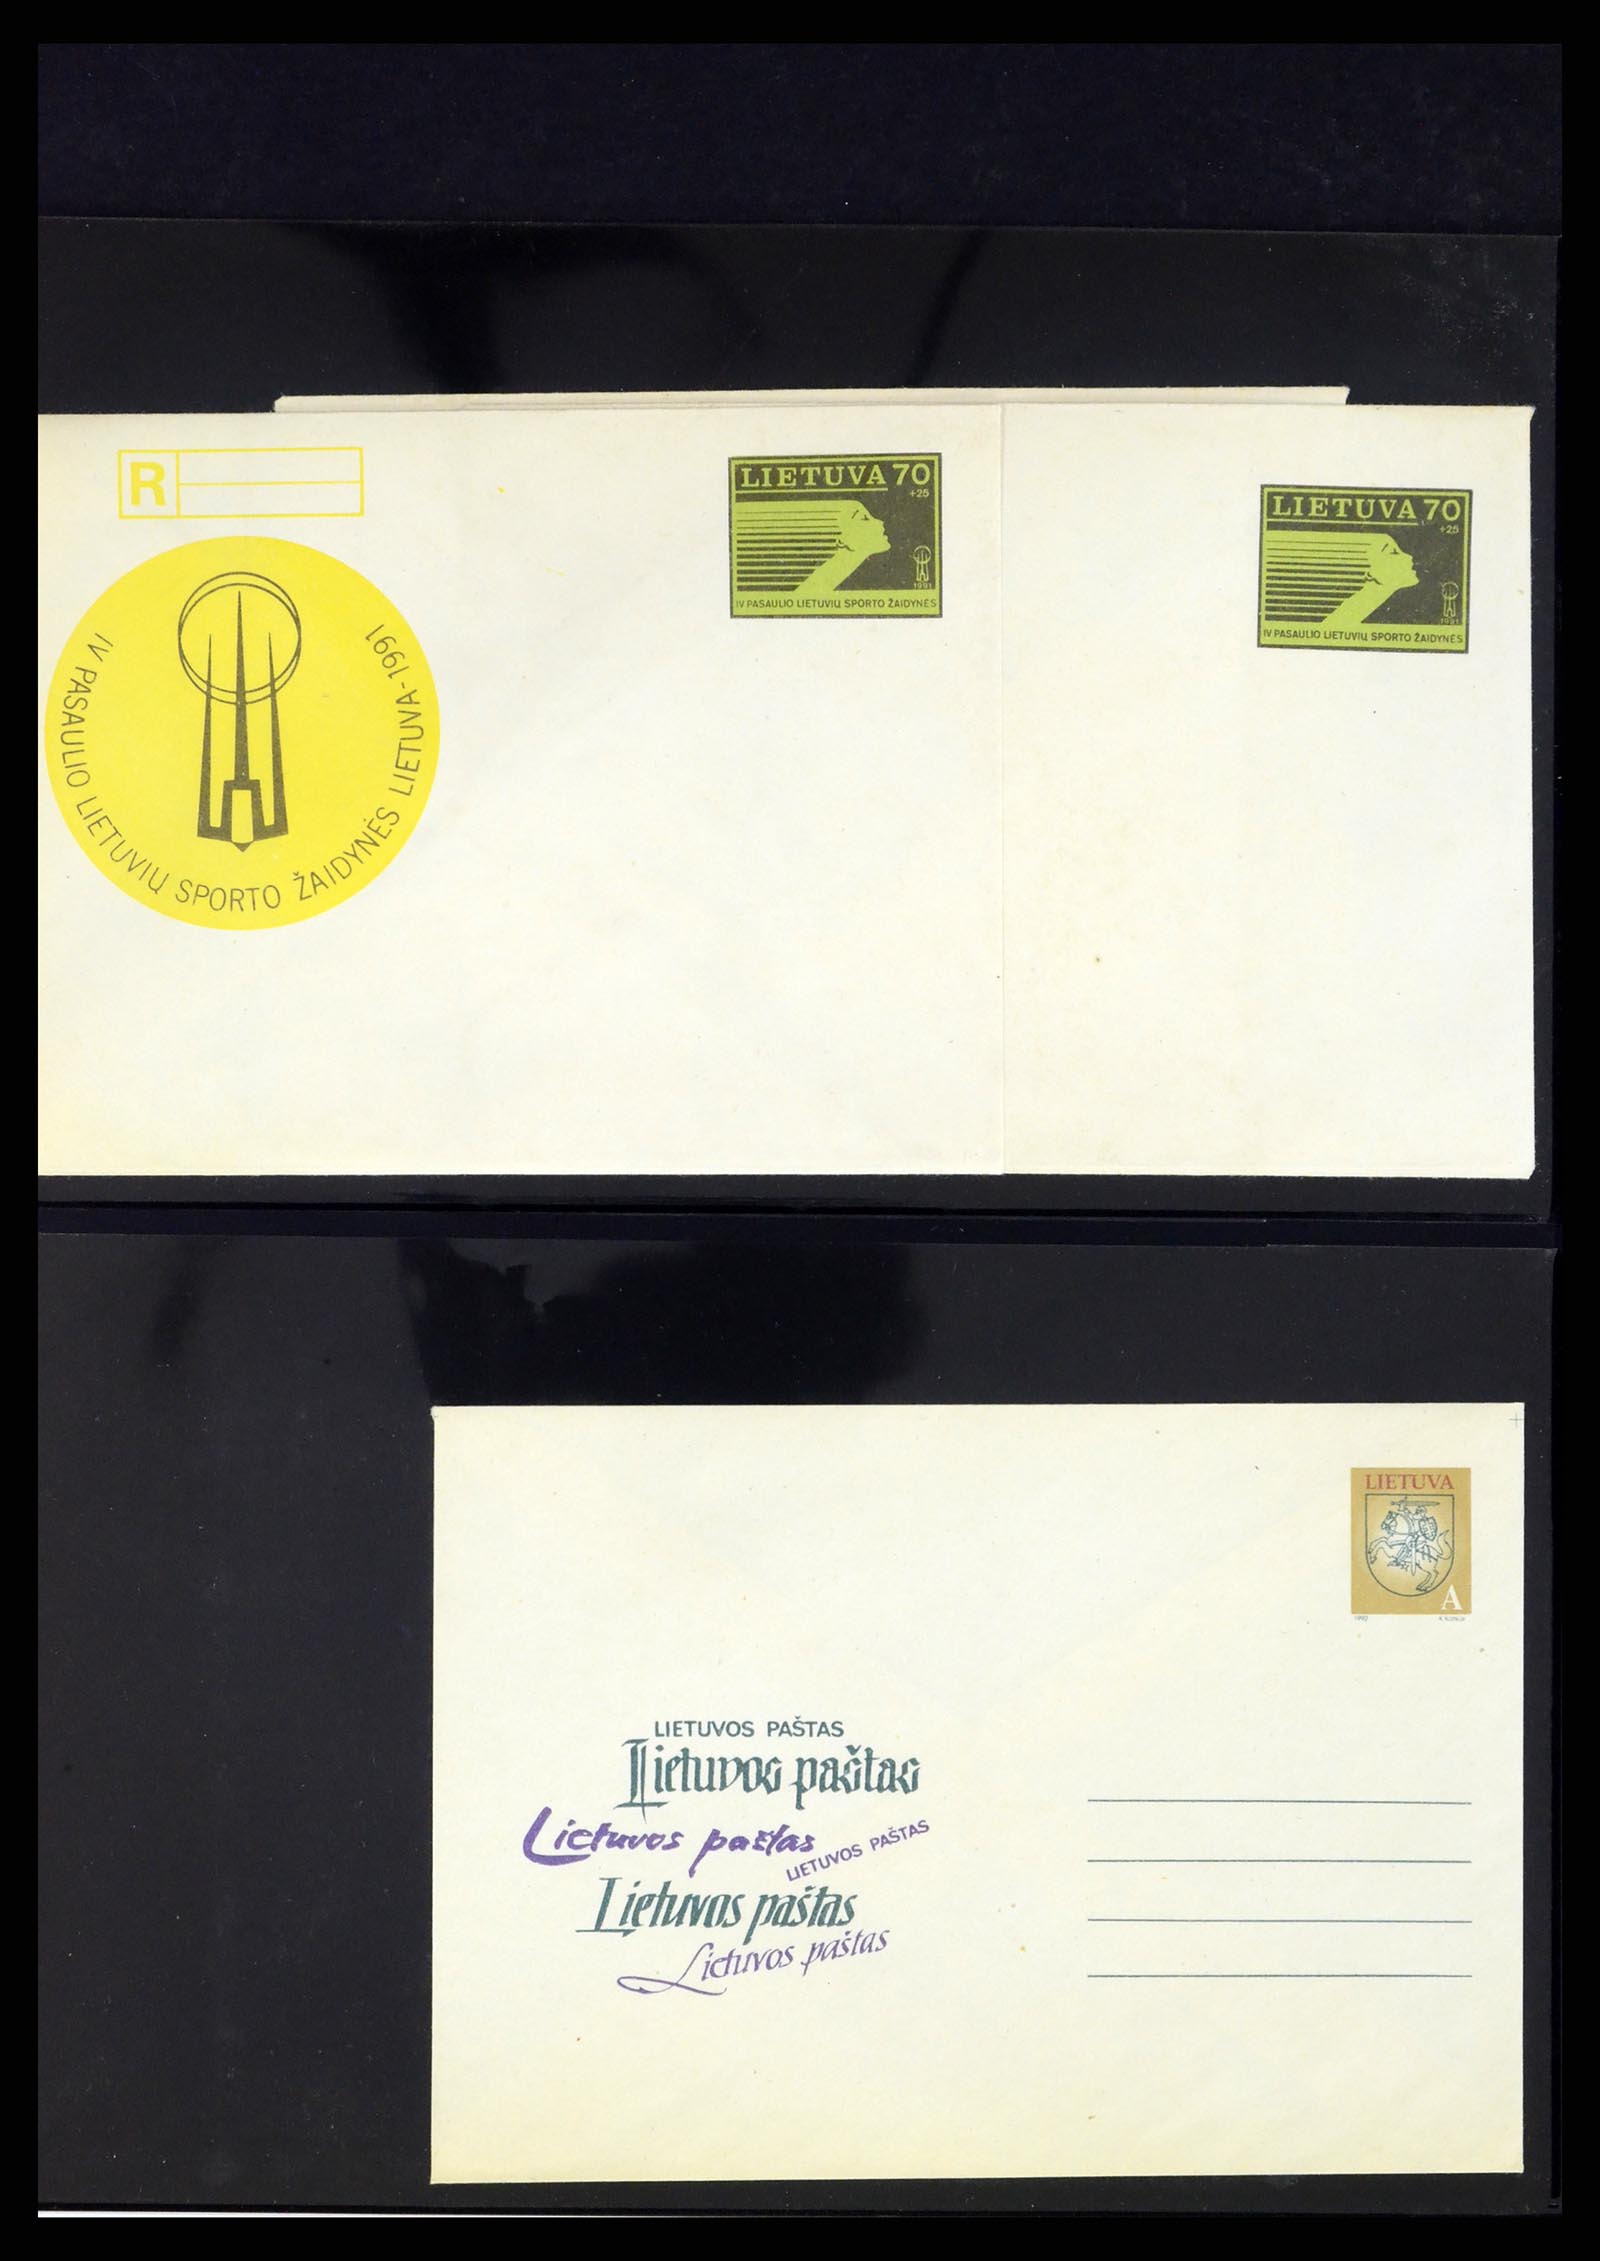 R
LIETUVA 70
+25
1991
IV PASAULIO LIETUVIŲ SPORTO ŽAIDYNĖS
LIETUVA 70
+25
1991
IV PASAULIO LIETUVIŲ SPORTO ŽAIDYNĖS
IV PASAULIO LIETUVIŲ SPORTO ŽAIDYNĖS LIETUVA-1991
LIETUVA
A
1992
LIETUVOS PAŠTAS
Lietuvos paštas
Lietuvos paštas
LIETUVOS PAŠTAS
Lietuvos paštas
Lietuvos paštas